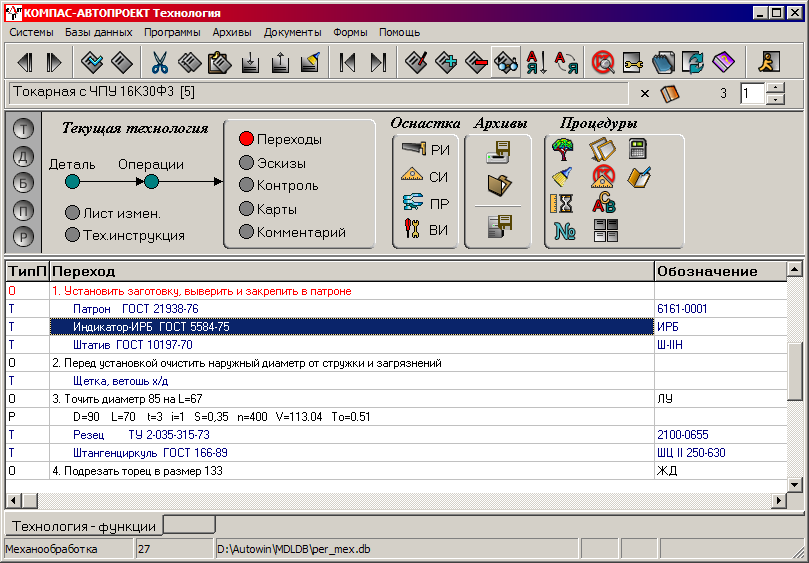 КОМПАС-АВТОПРОЕКТ Технология
Системы Базы данных Программы Архивы Документы Формы Помощь
Токарная с ЧПУ 16К30Ф3 [5] 3 1
Текущая технология
Деталь Операции
Лист измен.
Тех.инструкция
Т
Д
Б
П
Р
Переходы
Эскизы
Контроль
Карты
Комментарий
Оснастка
РИ
СИ
ПР
ВИ
Архивы
Процедуры
ТипП Переход Обозначение
О 1. Установить заготовку, выверить и закрепить в патроне
Т Патрон ГОСТ 21938-76 6161-0001
Т Индикатор-ИРБ ГОСТ 5584-75 ИРБ
Т Штатив ГОСТ 10197-70 Ш-IIН
О 2. Перед установкой очистить наружный диаметр от стружки и загрязнений
Т Щетка, ветошь х/д
О 3. Точить диаметр 85 на L=67 ЛУ
Р D=90 L=70 t=3 i=1 S=0,35 n=400 V=113.04 To=0.51
Т Резец ТУ 2-035-315-73 2100-0655
Т Штангенциркуль ГОСТ 166-89 ШЦ II 250-630
О 4. Подрезать торец в размер 133 ЖД
Технология - функции
Механообработка 27 D:\Autowin\MDLDB\per_mex.db